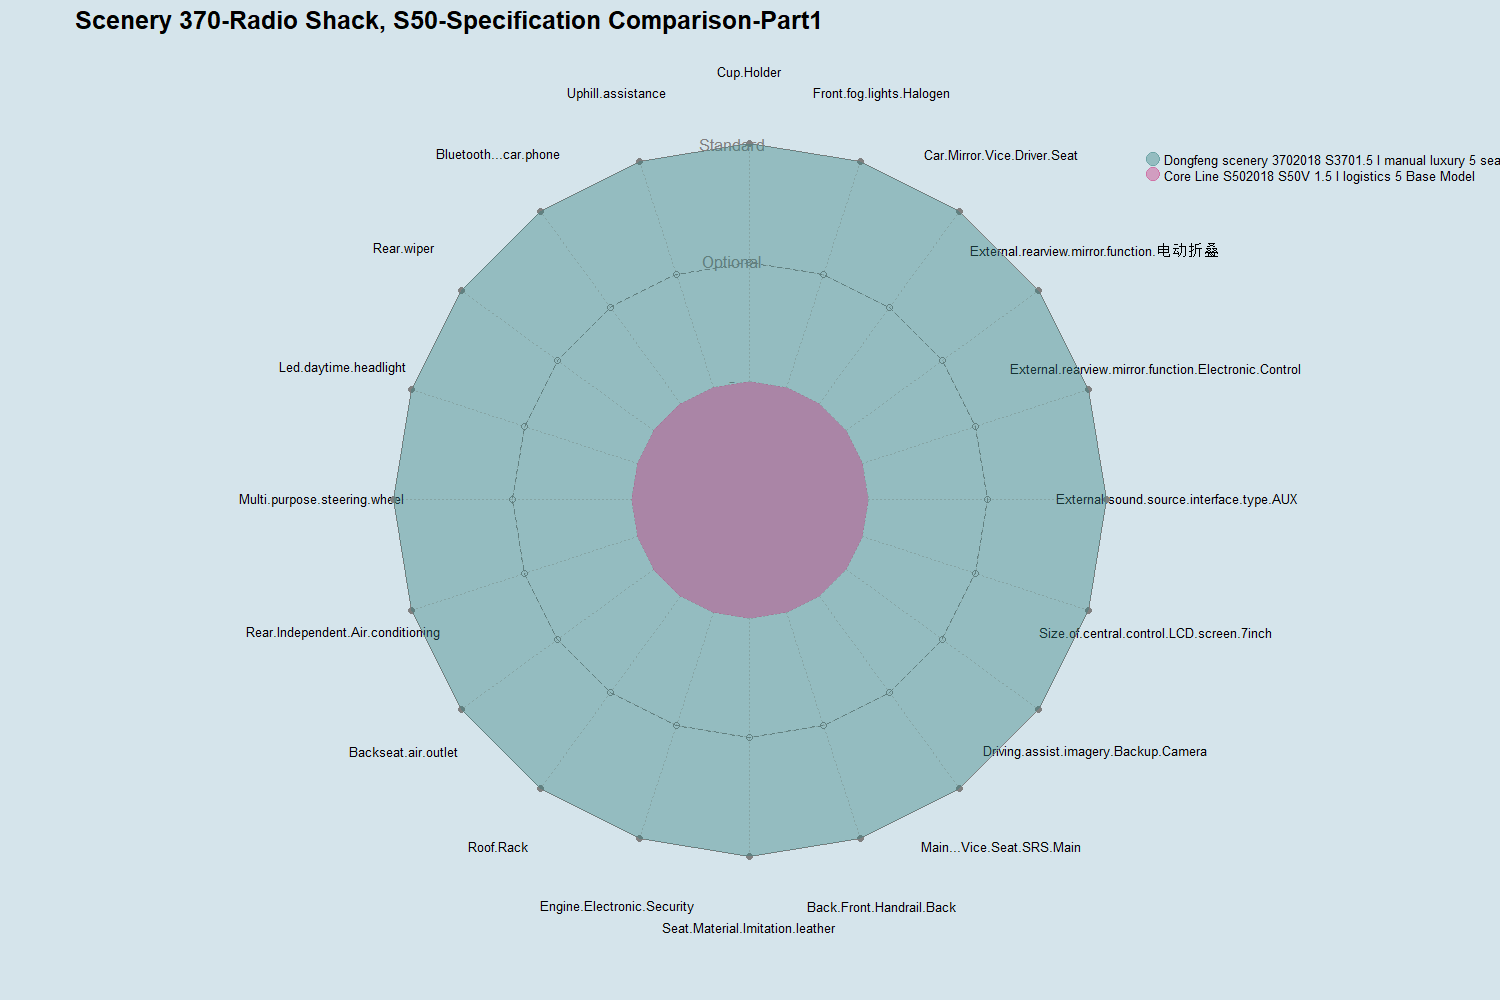 Scenery 370-Radio Shack, S50-Specification Comparison-Part1
Cup.Holder
Uphill.assistance
Front.fog.lights.Halogen
Standard
Bluetooth...car.phone
Car.Mirror.Vice.Driver.Seat
Dongfeng scenery 3702018 S3701.5 l manual luxury 5 sea
Core Line S502018 S50V 1.5 l logistics 5 Base Model
Rear.wiper
External.rearview.mirror.function.电动折叠
Optional
Led.daytime.headlight
External.rearview.mirror.function.Electronic.Control
-
Multi.purpose.steering.wheel
External.sound.source.interface.type.AUX
Rear.Independent.Air.conditioning
Size.of.central.control.LCD.screen.7inch
Backseat.air.outlet
Driving.assist.imagery.Backup.Camera
Roof.Rack
Main...Vice.Seat.SRS.Main
Engine.Electronic.Security
Back.Front.Handrail.Back
Seat.Material.Imitation.leather